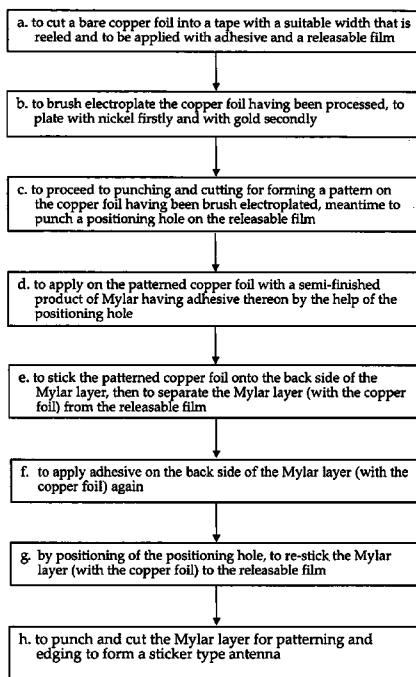 a. to cut a bare copper foil into a tape with a suitable width that is
reeled and to be applied with adhesive and a releasable film
b. to brush electroplate the copper foil having been processed, to
plate with nickel firstly and with gold secondly
c. to proceed to punching and cutting for forming a pattern on
the copper foil having been brush electroplated, meantime to
punch a positioning hole on the releasable film
d. to apply on the patterned copper foil with a semi-finished
product of Mylar having adhesive thereon by the help of the
positioning hole
e. to stick the patterned copper foil onto the back side of the
Mylar layer, then to separate the Mylar layer (with the copper
foil) from the releasable film
f. to apply adhesive on the back side of the Mylar layer (with the
copper foil) again
g. by positioning of the positioning hole, to re-stick the Mylar
layer (with the copper foil) to the releasable film
h. to punch and cut the Mylar layer for patterning and
edging to form a sticker type antenna